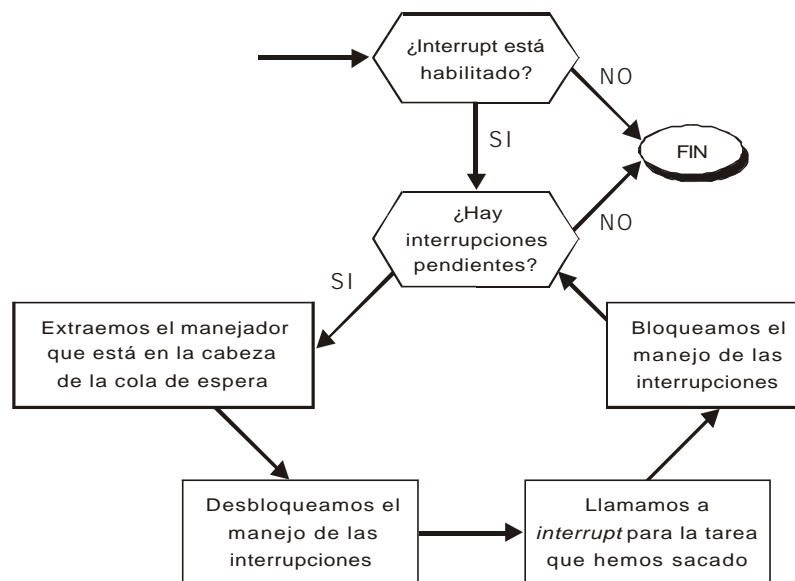 ¿Interrupt está
habilitado?
NO
SI
FIN
¿Hay
interrupciones
pendientes?
NO
SI
Extraemos el manejador
que está en la cabeza
de la cola de espera
Bloqueamos el
manejo de las
interrupciones
Desbloqueamos el
manejo de las
interrupciones
Llamamos a
interrupt para la tarea
que hemos sacado